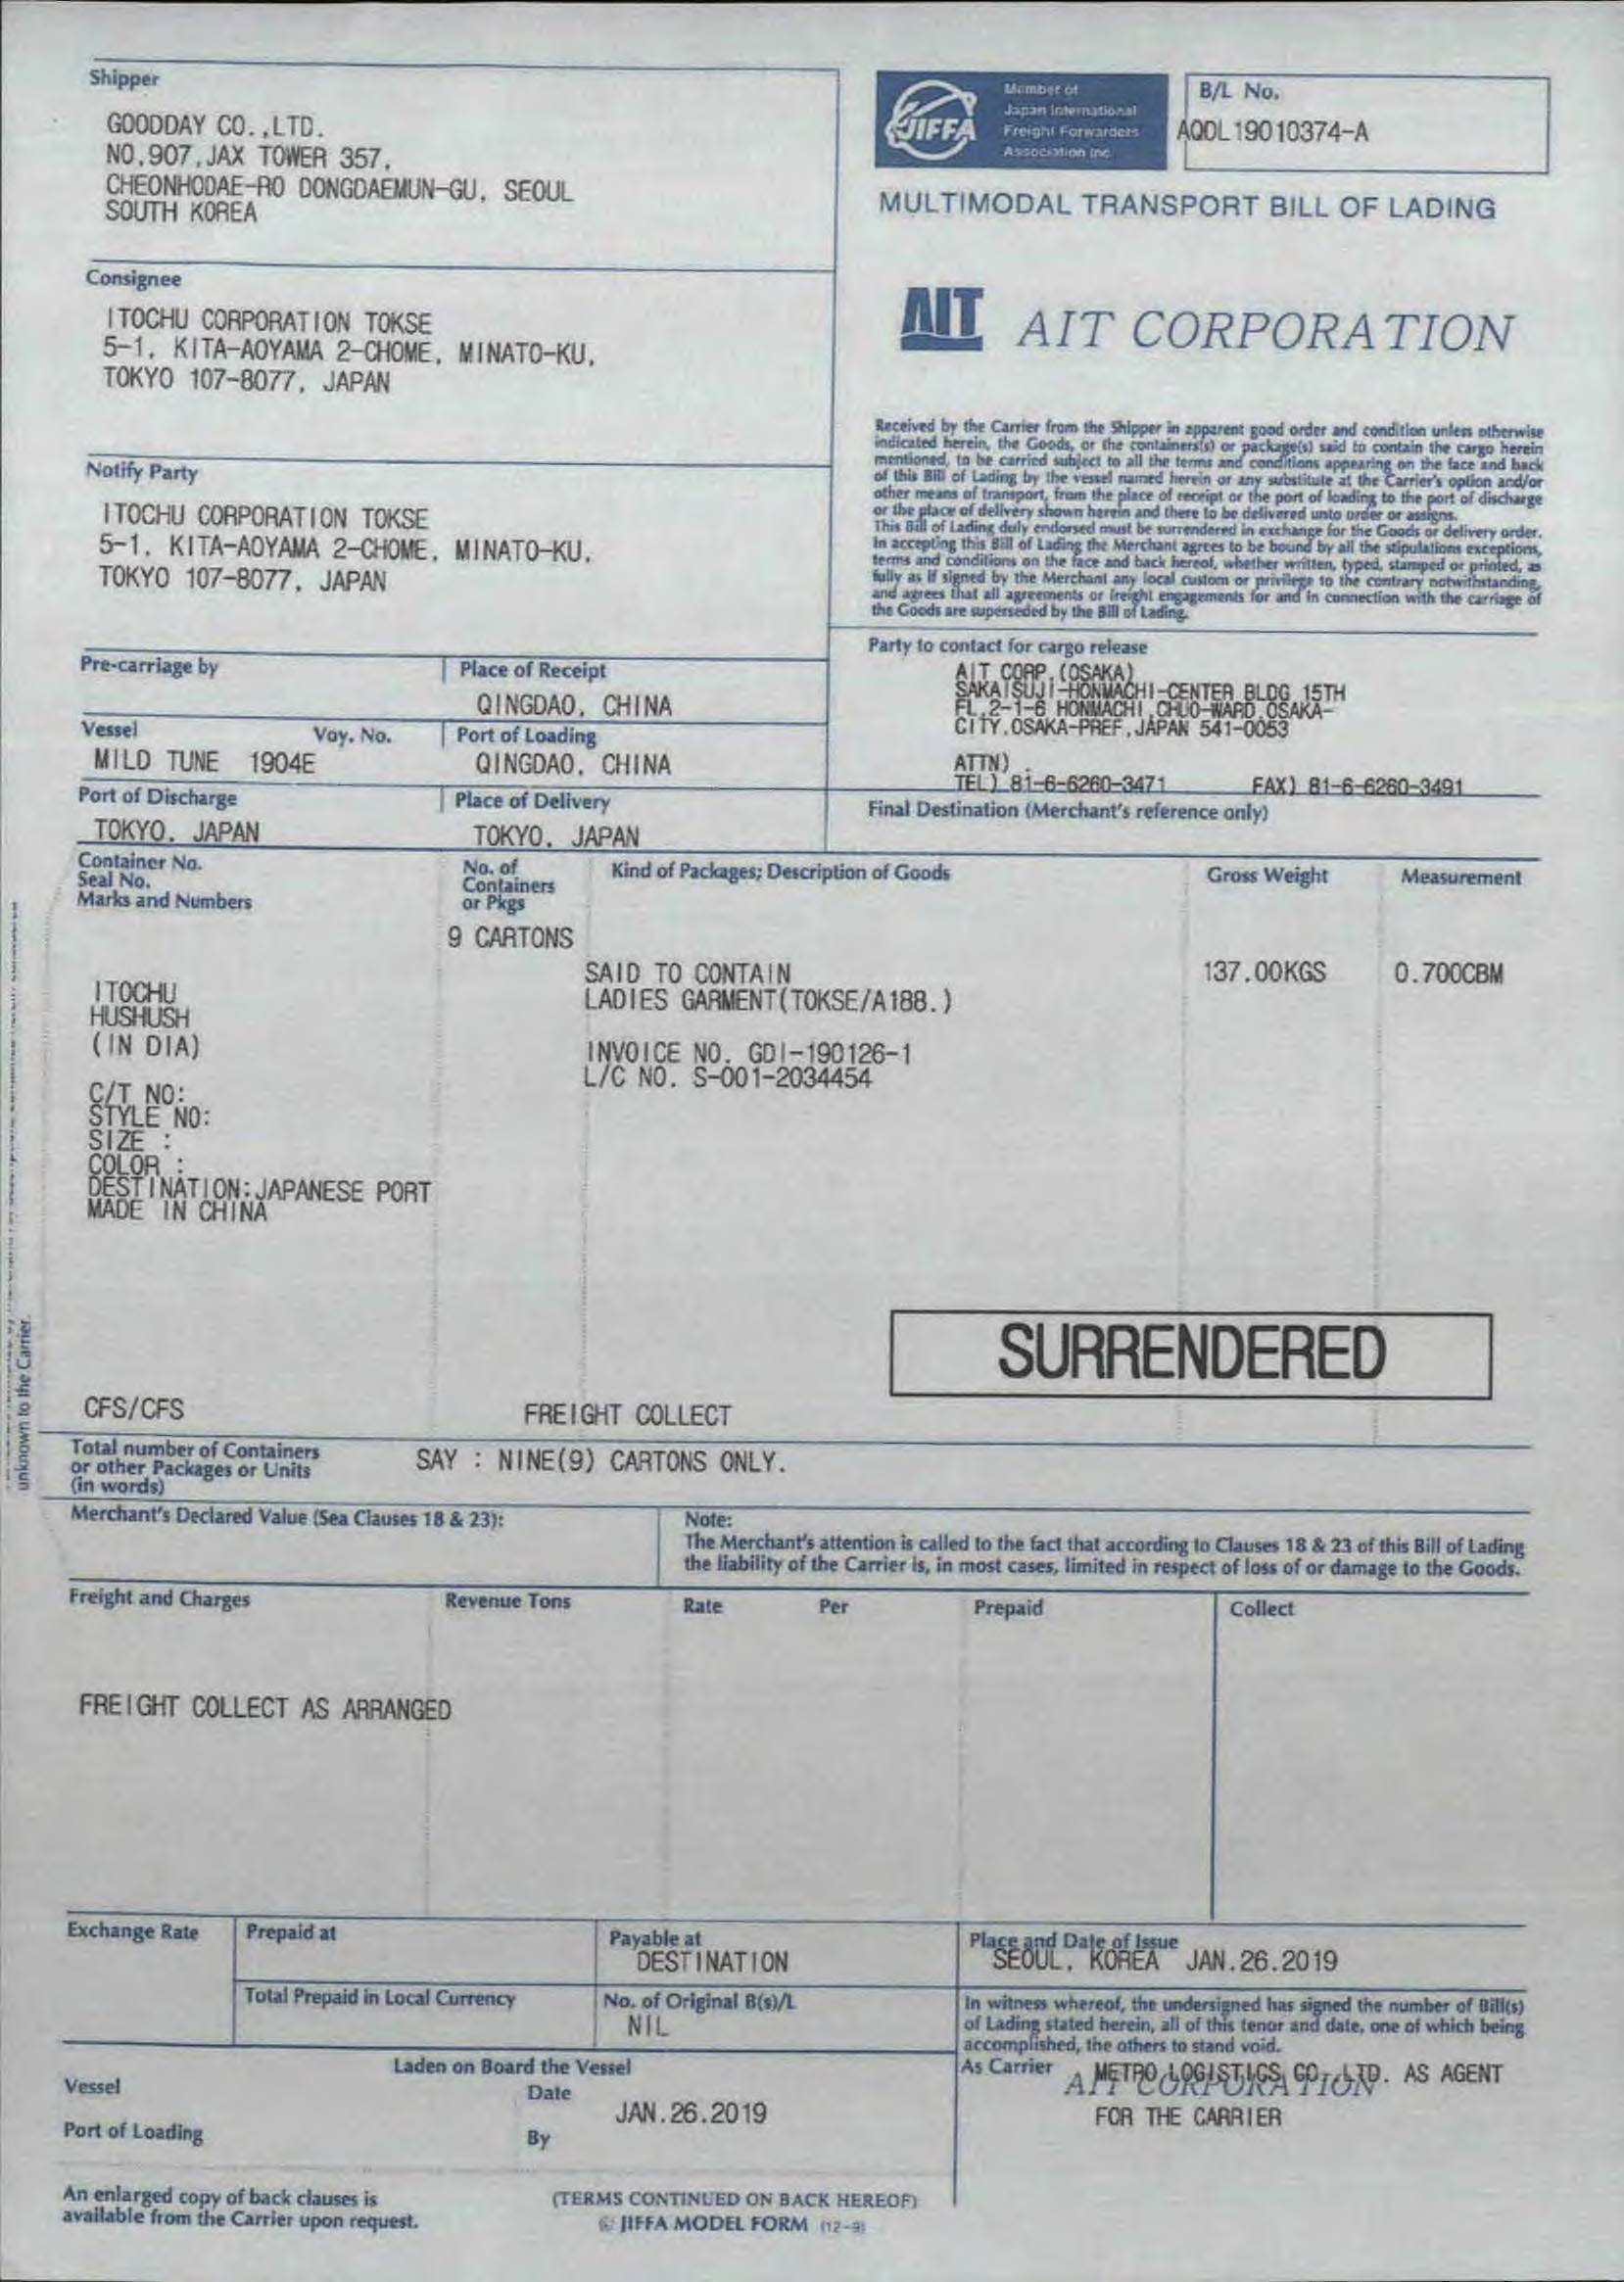 Shipper
GOODDAY CO.,LTD.
NO.907,JAX TOWER 357,
CHEONHODAE-RO DONGDAEMUN-GU, SEOUL
SOUTH KOREA
JIFFA
Member of
Japan International
Freight Forwarders
Association Inc
B/L No.
AQDL19010374-A
MULTIMODAL TRANSPORT BILL OF LADING
Consignee
ITOCHU CORPORATION TOKSE
5-1, KITA-AOYAMA 2-CHOME, MINATO-KU,
TOKYO 107-8077, JAPAN
AIT AIT CORPORATION
Received by the Carrier from the Shipper in apparent good order and condition unless otherwise
indicated herein, the Goods, or the containers(s) or package(s) said to contain the cargo herein
mentioned, to be carried subject to all the terms and conditions appearing on the face and back
of this Bill of Lading by the vessel named herein or any substitute at the Carrier's option and/or
other means of transport, from the place of receipt or the port of loading to the port of discharge
or the place of delivery shown herein and there to be delivered unto order or assigns.
This Bill of Lading duly endorsed must be surrendered in exchange for the Goods or delivery order.
In accepting this Bill of Lading the Merchant agrees to be bound by all the stipulations exceptions,
terms and conditions on the face and back hereof, whether written, typed, stamped or printed, as
fully as if signed by the Merchant any local custom or privilege to the contrary notwithstanding,
and agrees that all agreements or freight engagements for and in connection with the carriage of
the Goods are superseded by the Bill of Lading.
Notify Party
ITOCHU CORPORATION TOKSE
5-1, KITA-AOYAMA 2-CHOME, MINATO-KU,
TOKYO 107-8077, JAPAN
Party to contact for cargo release
AIT CORP.(OSAKA)
SAKAISUJI-HONMACHI-CENTER BLDG 15TH
FL,2-1-6 HONMACHI,CHUO-WARD,OSAKA-
CITY,OSAKA-PREF,JAPAN 541-0053
ATTN)
TEL) 81-6-6260-3471 FAX) 81-6-6260-3491
Pre-carriage by
Place of Receipt
QINGDAO, CHINA
Vessel Voy. No.
MILD TUNE 1904E
Port of Loading
QINGDAO, CHINA
Port of Discharge
TOKYO, JAPAN
Place of Delivery
TOKYO, JAPAN
Final Destination (Merchant's reference only)
Container No.
Seal No.
Marks and Numbers
No. of
Containers
or Pkgs
Kind of Packages; Description of Goods
Gross Weight
Measurement
9 CARTONS
SAID TO CONTAIN
LADIES GARMENT(TOKSE/A188.)
137.00KGS
0.700CBM
INVOICE NO. GDI-190126-1
L/C NO. S-001-2034454
ITOCHU
HUSHUSH
(IN DIA)
C/T NO:
STYLE NO:
SIZE :
COLOR :
DESTINATION:JAPANESE PORT
MADE IN CHINA
unknown to the Carrier.
SURRENDERED
CFS/CFS
FREIGHT COLLECT
Total number of Containers
or other Packages or Units
(in words)
SAY : NINE(9) CARTONS ONLY.
Merchant's Declared Value (Sea Clauses 18 & 23):
Note:
The Merchant's attention is called to the fact that according to Clauses 18 & 23 of this Bill of Lading
the liability of the Carrier is, in most cases, limited in respect of loss of or damage to the Goods.
Freight and Charges Revenue Tons Rate Per Prepaid Collect
FREIGHT COLLECT AS ARRANGED
Exchange Rate
Prepaid at
Payable at
DESTINATION
Place and Date of Issue
SEOUL, KOREA JAN.26.2019
Total Prepaid in Local Currency
No. of Original B(s)/L
NIL
In witness whereof, the undersigned has signed the number of Bill(s)
of Lading stated herein, all of this tenor and date, one of which being
accomplished, the others to stand void.
Laden on Board the Vessel
Vessel
Date
JAN.26.2019
Port of Loading
By
As Carrier
METRO LOGISTICS CO.,LTD. AS AGENT
AIT CORPORATION
FOR THE CARRIER
An enlarged copy of back clauses is
available from the Carrier upon request.
(TERMS CONTINUED ON BACK HEREOF)
© JIFFA MODEL FORM (12-9)